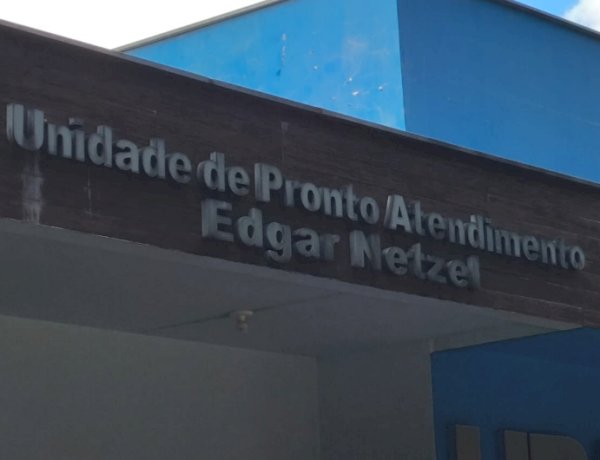 Unidade de Pronto Atendimento
Edgar Netzel